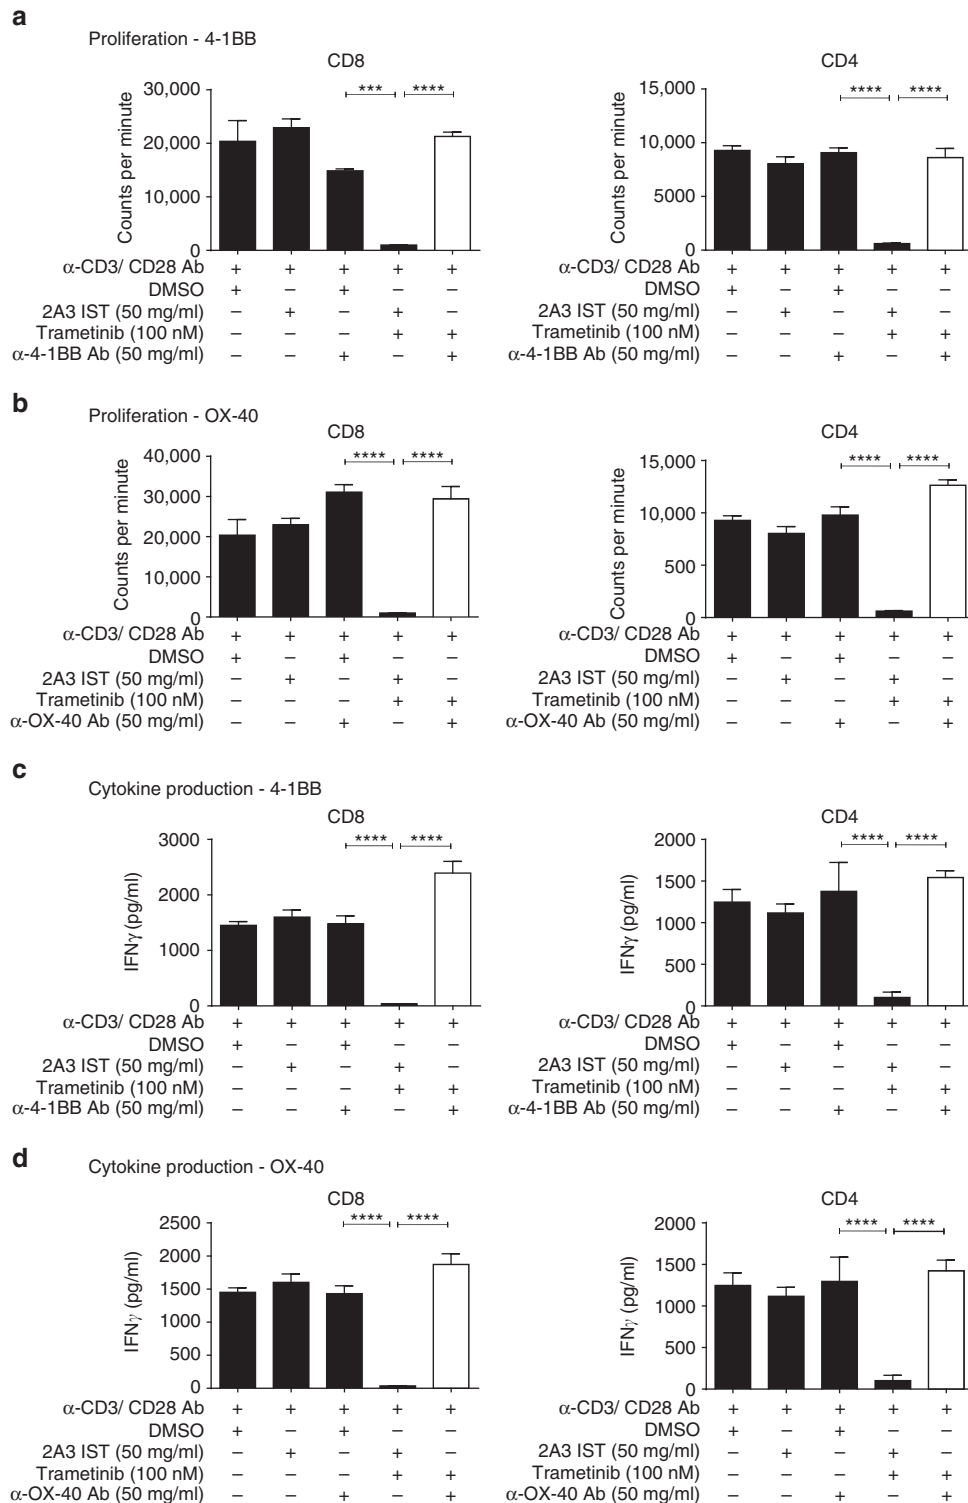 a
Proliferation - 4-1BB
CD8
CD4
*** ****
**** ****
Counts per minute
30,000
20,000
10,000
0
Counts per minute
15,000
10,000
5000
0
α-CD3/ CD28 Ab + + + + +
DMSO + – + – –
2A3 IST (50 mg/ml) – + – + –
Trametinib (100 nM) – – – + +
α-4-1BB Ab (50 mg/ml) – – + – +
α-CD3/ CD28 Ab + + + + +
DMSO + – + – –
2A3 IST (50 mg/ml) – + – + –
Trametinib (100 nM) – – – + +
α-4-1BB Ab (50 mg/ml) – – + – +
b
Proliferation - OX-40
CD8
CD4
**** ****
**** ****
Counts per minute
40,000
30,000
20,000
10,000
0
Counts per minute
15,000
10,000
500
0
α-CD3/ CD28 Ab + + + + +
DMSO + – + – –
2A3 IST (50 mg/ml) – + – + –
Trametinib (100 nM) – – – + +
α-OX-40 Ab (50 mg/ml) – – + – +
α-CD3/ CD28 Ab + + + + +
DMSO + – + – –
2A3 IST (50 mg/ml) – + – + –
Trametinib (100 nM) – – – + +
α-OX-40 Ab (50 mg/ml) – – + – +
c
Cytokine production - 4-1BB
CD8
CD4
**** ****
**** ****
IFNγ (pg/ml)
3000
2000
1000
0
IFNγ (pg/ml)
2000
1500
1000
500
0
α-CD3/ CD28 Ab + + + + +
DMSO + – + – –
2A3 IST (50 mg/ml) – + – + –
Trametinib (100 nM) – – – + +
α-4-1BB Ab (50 mg/ml) – – + – +
α-CD3/ CD28 Ab + + + + +
DMSO + – + – –
2A3 IST (50 mg/ml) – + – + –
Trametinib (100 nM) – – – + +
α-4-1BB Ab (50 mg/ml) – – + – +
d
Cytokine production - OX-40
CD8
CD4
**** ****
**** ****
IFNγ (pg/ml)
2500
2000
1500
1000
500
0
IFNγ (pg/ml)
2000
1500
1000
500
0
α-CD3/ CD28 Ab + + + + +
DMSO + – + – –
2A3 IST (50 mg/ml) – + – + –
Trametinib (100 nM) – – – + +
α-OX-40 Ab (50 mg/ml) – – + – +
α-CD3/ CD28 Ab + + + + +
DMSO + – + – –
2A3 IST (50 mg/ml) – + – + –
Trametinib (100 nM) – – – + +
α-OX-40 Ab (50 mg/ml) – – + – +